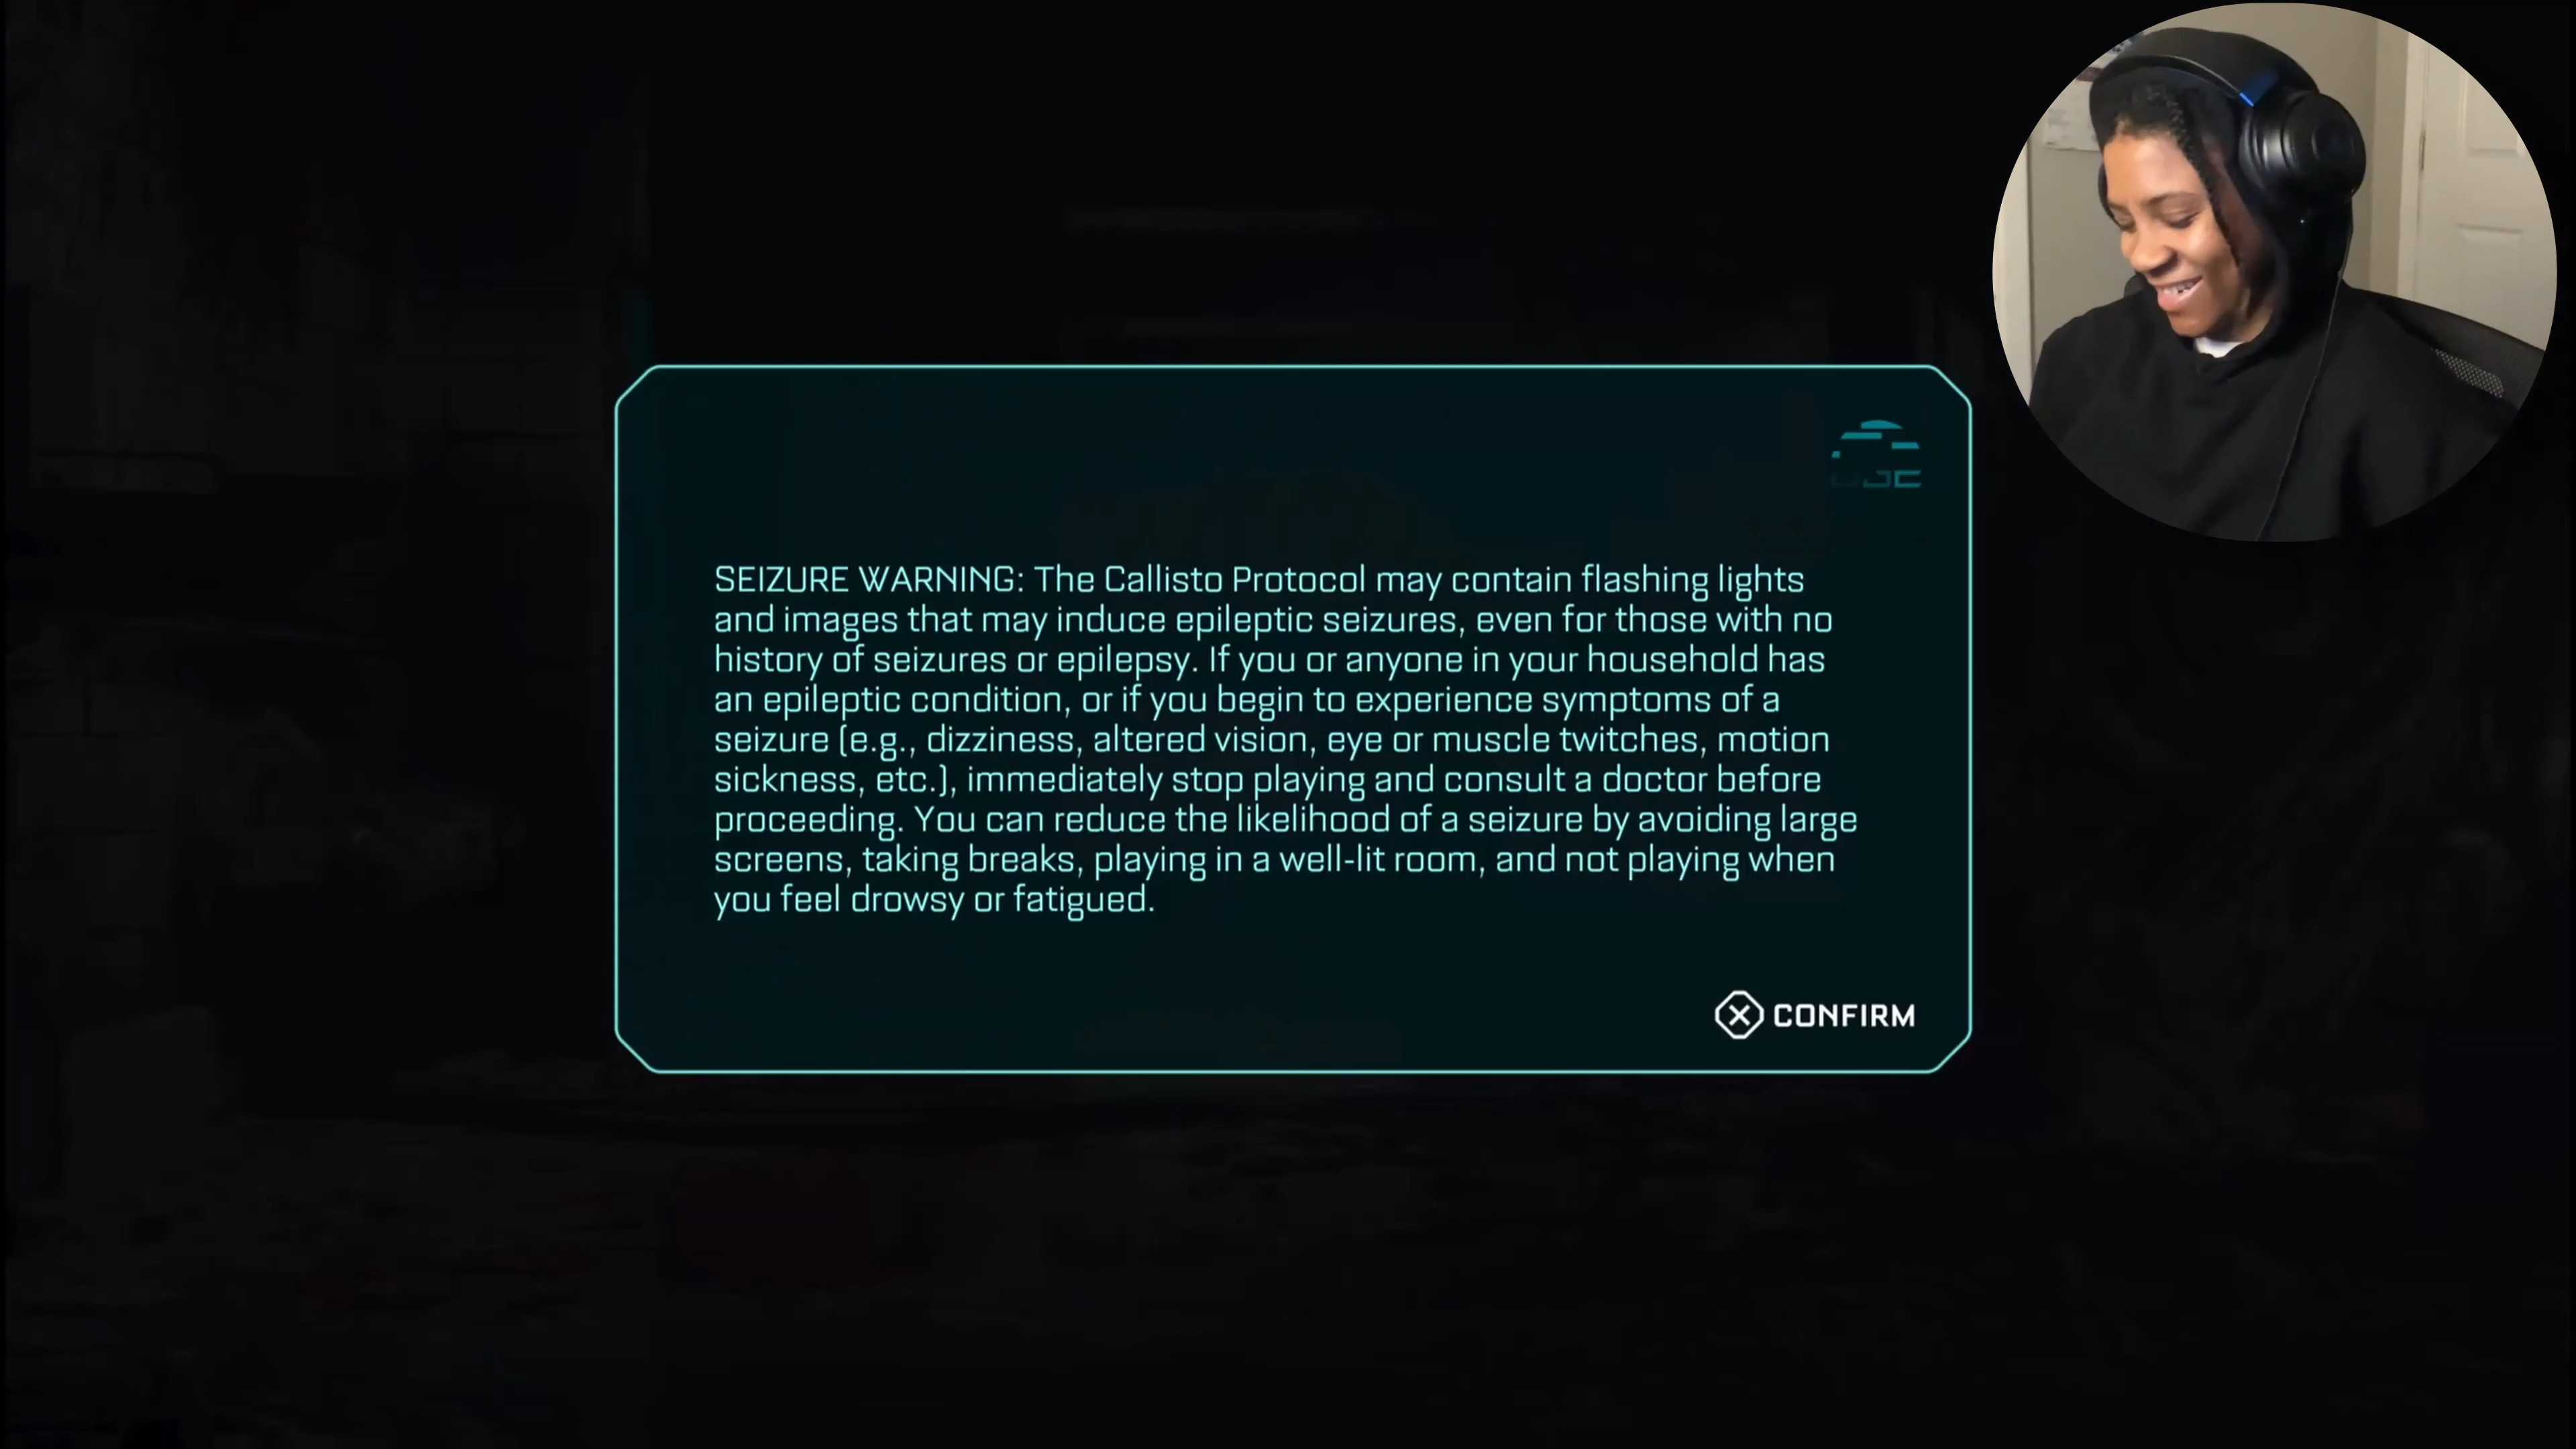 SEIZURE WARNING: The Callisto Protocol may contain flashing lights
and images that may induce epileptic seizures, even for those with no
history of seizures or epilepsy. If you or anyone in your household has
an epileptic condition, or if you begin to experience symptoms of a
seizure (e.g., dizziness, altered vision, eye or muscle twitches, motion
sickness, etc.), immediately stop playing and consult a doctor before
proceeding. You can reduce the likelihood of a seizure by avoiding large
screens, taking breaks, playing in a well-lit room, and not playing when
you feel drowsy or fatigued.
CONFIRM